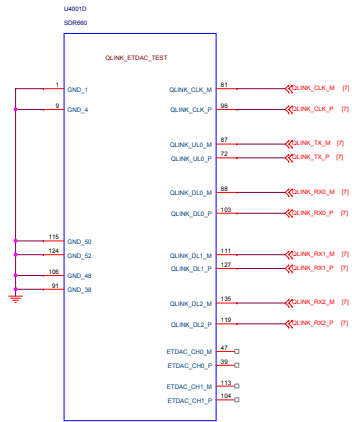 U4001D
SDR660
QLINK_ETDAC_TEST
1 GND_1 QLINK_CLK_M 81 QLINK_CLK_M [7]
9 GND_4 QLINK_CLK_P 96 QLINK_CLK_P [7]
QLINK_UL0_M 87 QLINK_TX_M [7]
QLINK_UL0_P 72 QLINK_TX_P [7]
QLINK_DL0_M 88 QLINK_RX0_M [7]
QLINK_DL0_P 103 QLINK_RX0_P [7]
115 GND_50
124 GND_52 QLINK_DL1_M 111 QLINK_RX1_M [7]
106 GND_48 QLINK_DL1_P 127 QLINK_RX1_P [7]
91 GND_38
QLINK_DL2_M 135 QLINK_RX2_M [7]
QLINK_DL2_P 119 QLINK_RX2_P [7]
ETDAC_CH0_M 47
ETDAC_CH0_P 39
ETDAC_CH1_M 113
ETDAC_CH1_P 104